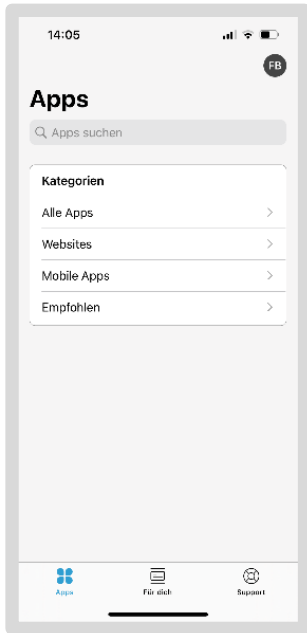 14:05
FB
Apps
Apps suchen
Kategorien
Alle Apps
Websites
Mobile Apps
Empfohlen
Apps Für dich Support